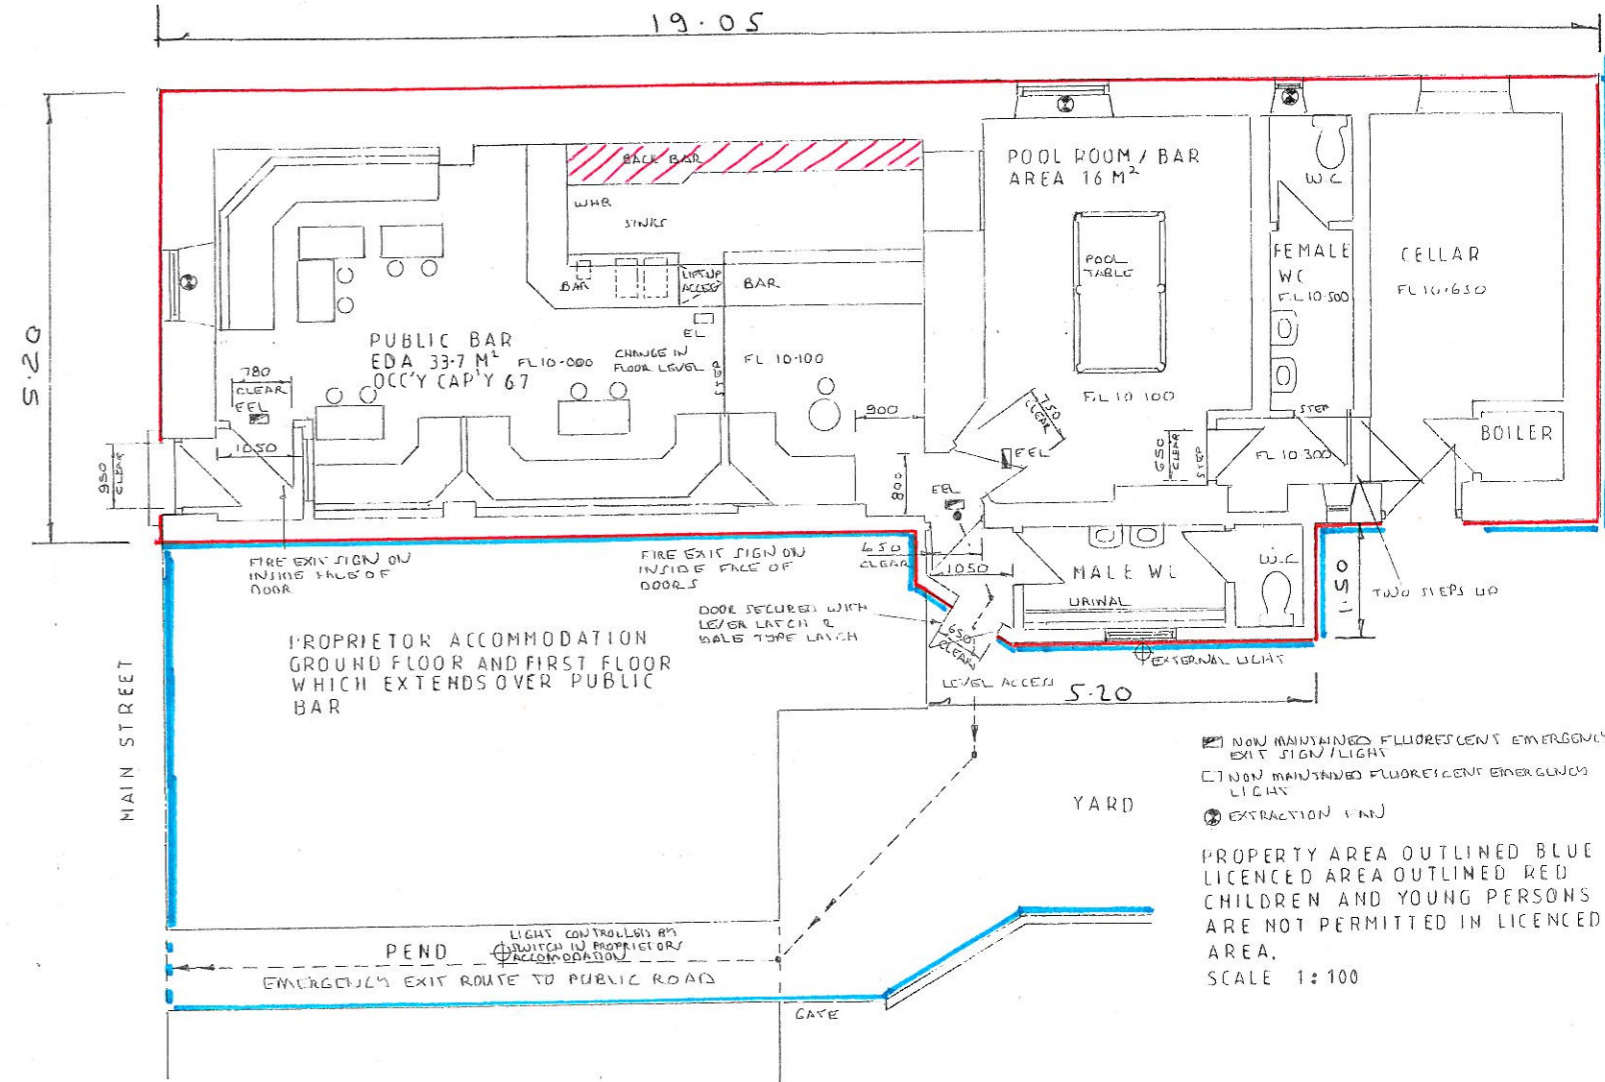 19.05
5.20
BACK BAR
WHB
SINKS
BAR
LIFT UP
ACCESS
BAR
EL
PUBLIC BAR
EDA 33.7 M² FL 10.000
OCC'Y CAP'Y 67
CHANGE IN
FLOOR LEVEL
STEP
FL 10.100
780
CLEAR
EEL
1050
950
CLEAR
900
800
POOL ROOM / BAR
AREA 16 M²
POOL
TABLE
FL 10.100
750
CLEAR
EEL
EEL
W.C
FEMALE
WC
FL 10.500
STEP
650
CLEAR
STEP
FL 10.300
CELLAR
FL 10.650
BOILER
FIRE EXIT SIGN ON
INSIDE FACE OF
DOOR
FIRE EXIT SIGN ON
INSIDE FACE OF
DOORS
650
CLEAR
1050
MALE WC
URINAL
W.C
1.50
TWO STEPS UP
DOOR SECURED WITH
LEVER LATCH &
YALE TYPE LATCH
650
CLEAR
EXTERNAL LIGHT
LEVEL ACCESS
5.20
PROPRIETOR ACCOMMODATION
GROUND FLOOR AND FIRST FLOOR
WHICH EXTENDS OVER PUBLIC
BAR
MAIN STREET
YARD
NON MAINTAINED FLUORESCENT EMERGENCY
EXIT SIGN / LIGHT
NON MAINTAINED FLUORESCENT EMERGENCY
LIGHT
EXTRACTION FAN
PROPERTY AREA OUTLINED BLUE
LICENCED AREA OUTLINED RED
CHILDREN AND YOUNG PERSONS
ARE NOT PERMITTED IN LICENCED
AREA.
SCALE 1:100
PEND
LIGHT CONTROLLED BY
SWITCH IN PROPRIETORS
ACCOMODATION
EMERGENCY EXIT ROUTE TO PUBLIC ROAD
GATE